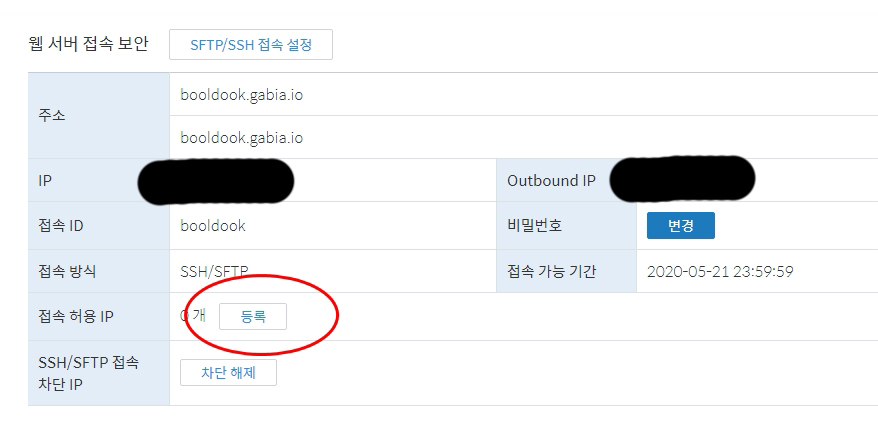 웹 서버 접속 보안 SFTP/SSH 접속 설정
주소
booldook.gabia.io
booldook.gabia.io
IP Outbound IP
접속 ID booldook 비밀번호 변경
접속 방식 SSH/SFTP 접속 가능 기간 2020-05-21 23:59:59
접속 허용 IP 0 개 등록
SSH/SFTP 접속
차단 IP
차단 해제